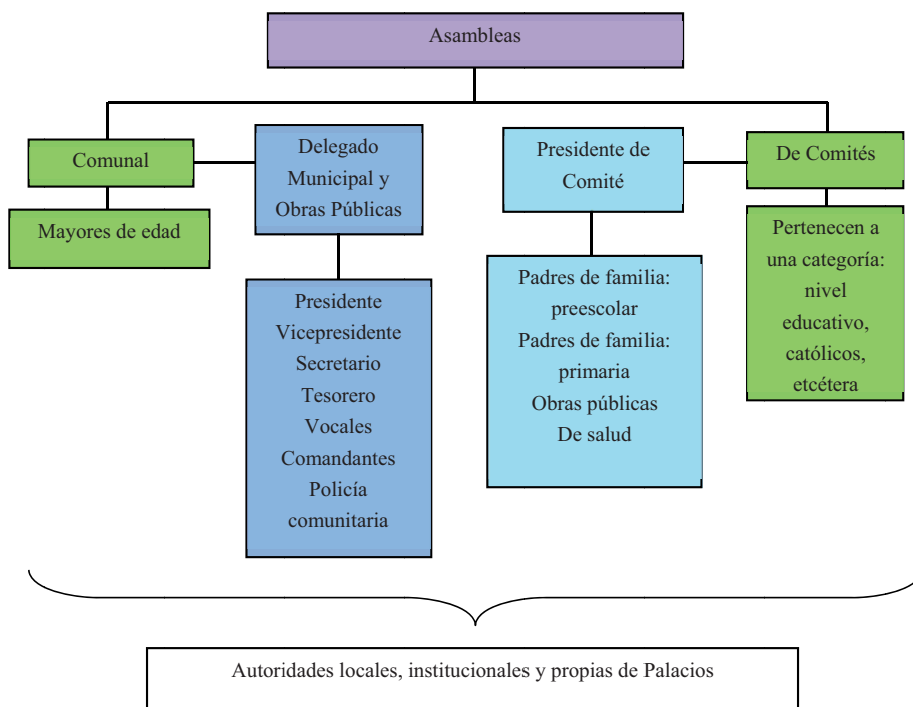 Asambleas
Comunal
Mayores de edad
Delegado
Municipal y
Obras Públicas
Presidente
Vicepresidente
Secretario
Tesorero
Vocales
Comandantes
Policía
comunitaria
Presidente de
Comité
Padres de familia:
preescolar
Padres de familia:
primaria
Obras públicas
De salud
De Comités
Pertenecen a
una categoría:
nivel
educativo,
católicos,
etcétera
Autoridades locales, institucionales y propias de Palacios